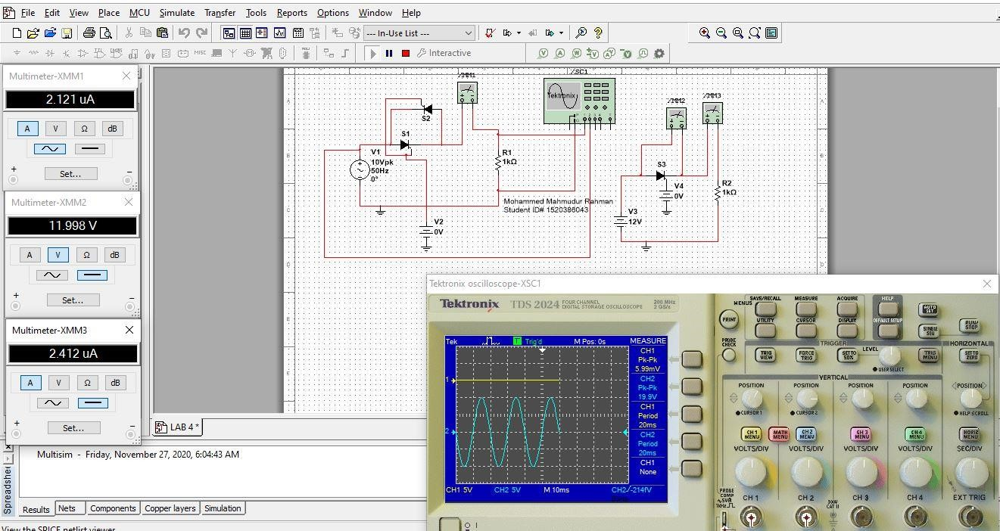 File Edit View Place MCU Simulate Transfer Tools Reports Options Window Help
--- In-Use List ---
MISC Interactive
Multimeter-XMM1
2.121 uA
A V Ω dB
+ Set... −
Multimeter-XMM2
11.998 V
A V Ω dB
+ Set... −
Multimeter-XMM3
2.412 uA
A V Ω dB
+ Set... −
XMM1
XSC1
Tektronix
P
G
1 2 3 4 T
XMM2
XMM3
S2
S1
V1
10Vpk
50Hz
0°
R1
1kΩ
S3
V4
0V
R2
1kΩ
V3
12V
V2
0V
Mohammed Mahmudur Rahman
Student ID# 1520386043
LAB 4 *
Multisim - Friday, November 27, 2020, 6:04:43 AM
Spreadsheet
Results Nets Components Copper layers Simulation
View the SPICE netlist viewer
Tektronix oscilloscope-XSC1
Tektronix TDS 2024 FOUR CHANNEL DIGITAL STORAGE OSCILLOSCOPE 200 MHz 2 GS/s
Tek T Trig'd M Pos: 0s MEASURE
CH1
Pk-Pk
5.99mV
CH2
Pk-Pk
19.9V
CH1
Period
20ms
CH2
Period
20ms
CH1
None
1
2
CH1 5V CH2 5V M 10ms CH2 -214fV
MENUS
SAVE/RECALL MEASURE ACQUIRE HELP
AUTO SET
PRINT
UTILITY CURSOR DISPLAY DEFAULT SETUP
SINGLE SEQ
RUN/STOP
PROBE CHECK
TRIGGER
HORIZONTAL
TRIG VIEW FORCE TRIG SET TO 50% LEVEL TRIG MENU SET TO ZERO
USER SELECT
VERTICAL
POSITION POSITION POSITION POSITION POSITION
CURSOR 1 CURSOR 2 HELP SCROLL
CH 1 MENU MATH MENU CH 2 MENU CH 3 MENU CH 4 MENU HORIZ MENU
VOLTS/DIV VOLTS/DIV VOLTS/DIV VOLTS/DIV SEC/DIV
PROBE COMP
~5V@
1kHz
CH 1 CH 2 300V CAT II CH 3 CH 4 EXT TRIG